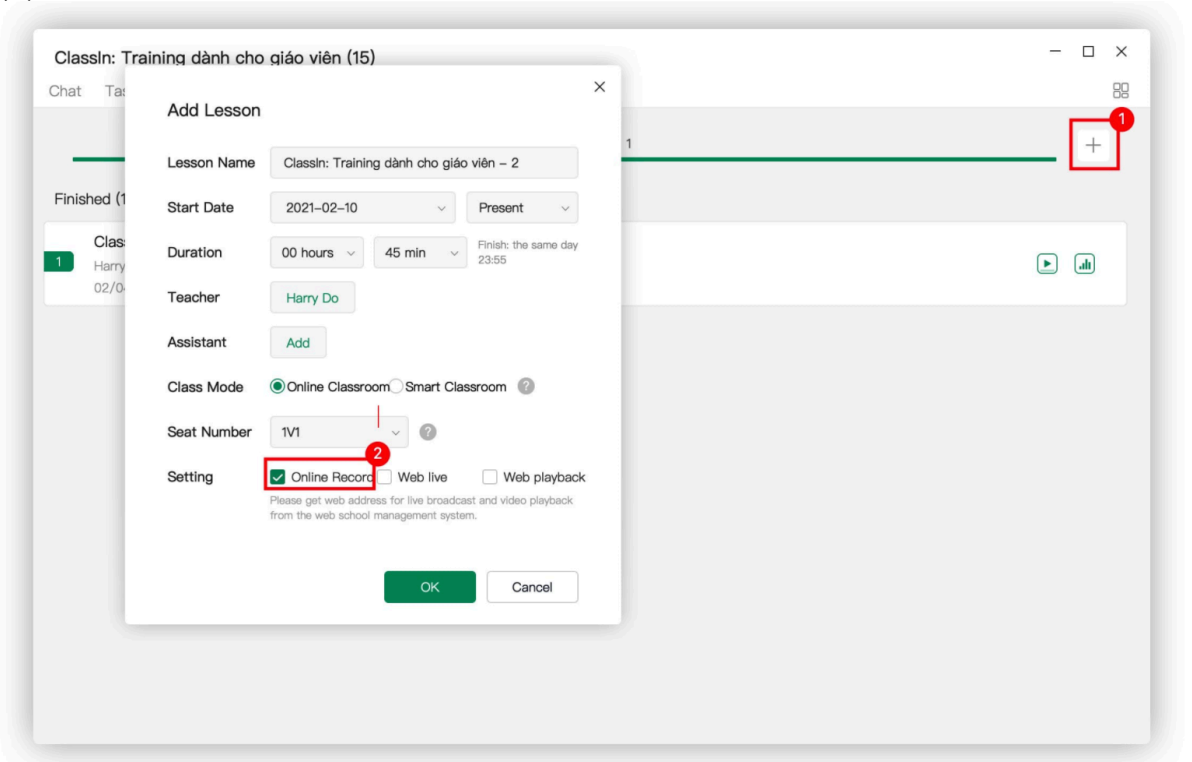 ClassIn: Training dành cho giáo viên (15)
Chat
Add Lesson
1
1
Lesson Name ClassIn: Training dành cho giáo viên – 2
Finished
Start Date 2021–02–10 Present
Duration 00 hours 45 min Finish: the same day
23:55
1
Harry
Teacher Harry Do
Assistant Add
Class Mode Online Classroom Smart Classroom ?
Seat Number 1V1 ?
2
Setting Online Record Web live Web playback
Please get web address for live broadcast and video playback
from the web school management system.
OK Cancel